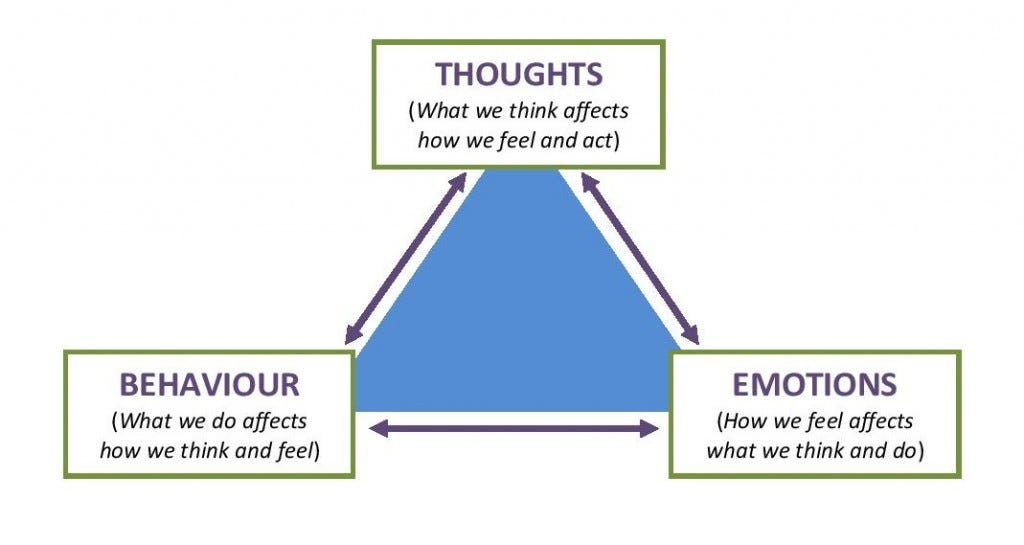 THOUGHTS
(What we think affects
how we feel and act)
BEHAVIOUR
(What we do affects
how we think and feel)
EMOTIONS
(How we feel affects
what we think and do)